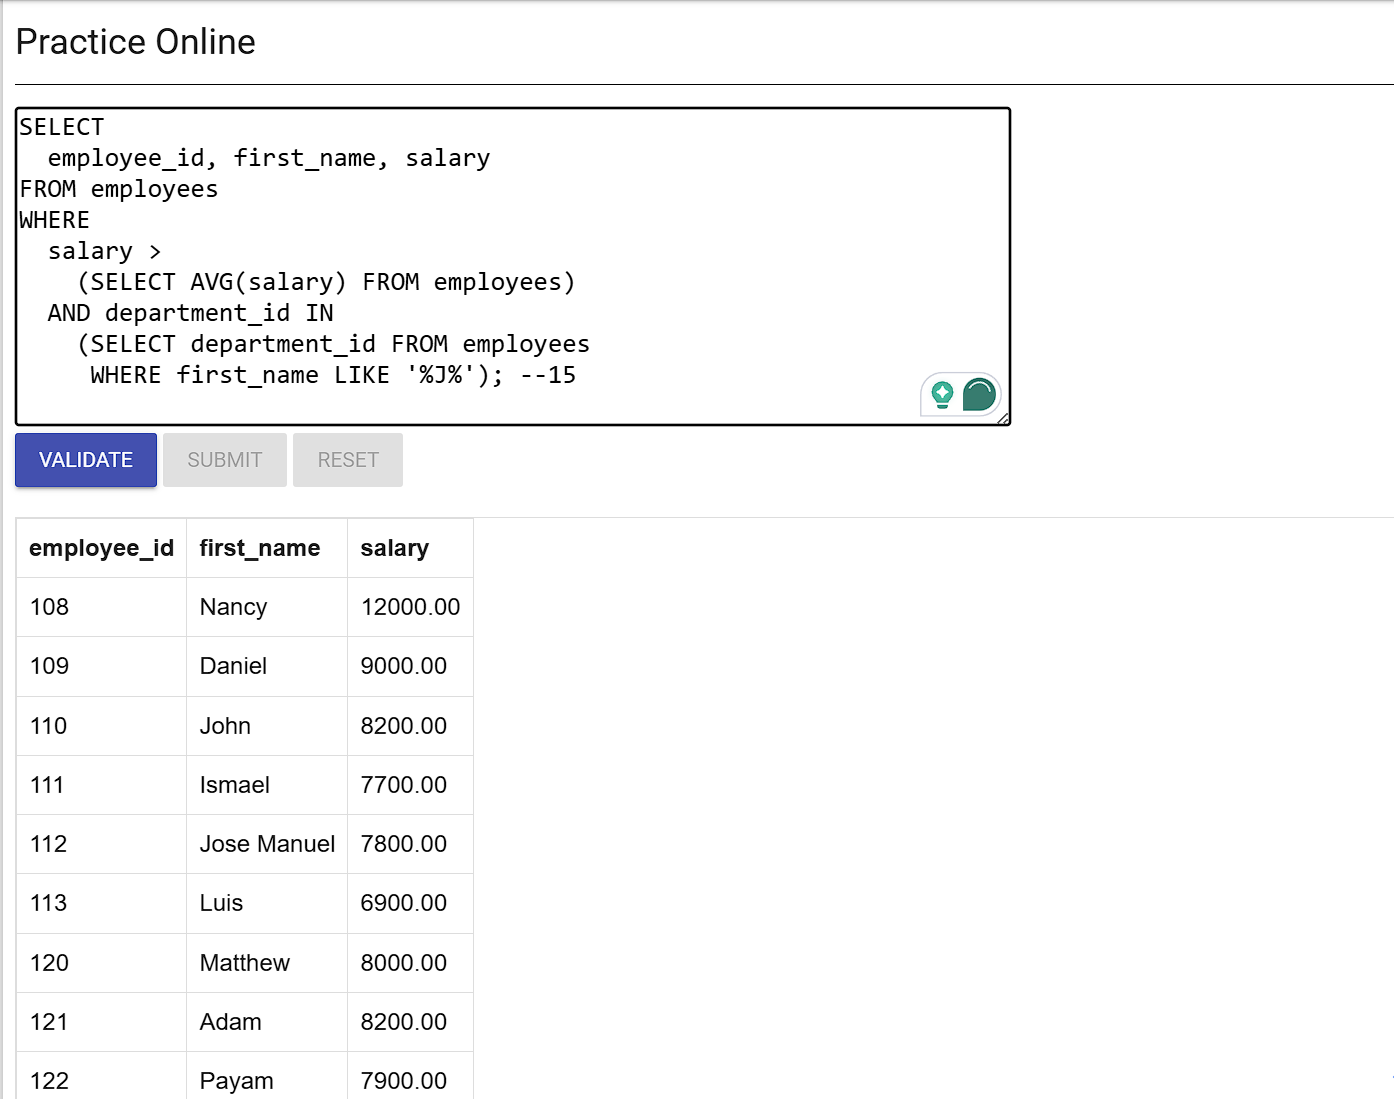 Practice Online
SELECT
  employee_id, first_name, salary
FROM employees
WHERE
  salary >
    (SELECT AVG(salary) FROM employees)
  AND department_id IN
    (SELECT department_id FROM employees
     WHERE first_name LIKE '%J%'); --15
VALIDATE SUBMIT RESET
employee_id first_name salary
108 Nancy 12000.00
109 Daniel 9000.00
110 John 8200.00
111 Ismael 7700.00
112 Jose Manuel 7800.00
113 Luis 6900.00
120 Matthew 8000.00
121 Adam 8200.00
122 Payam 7900.00